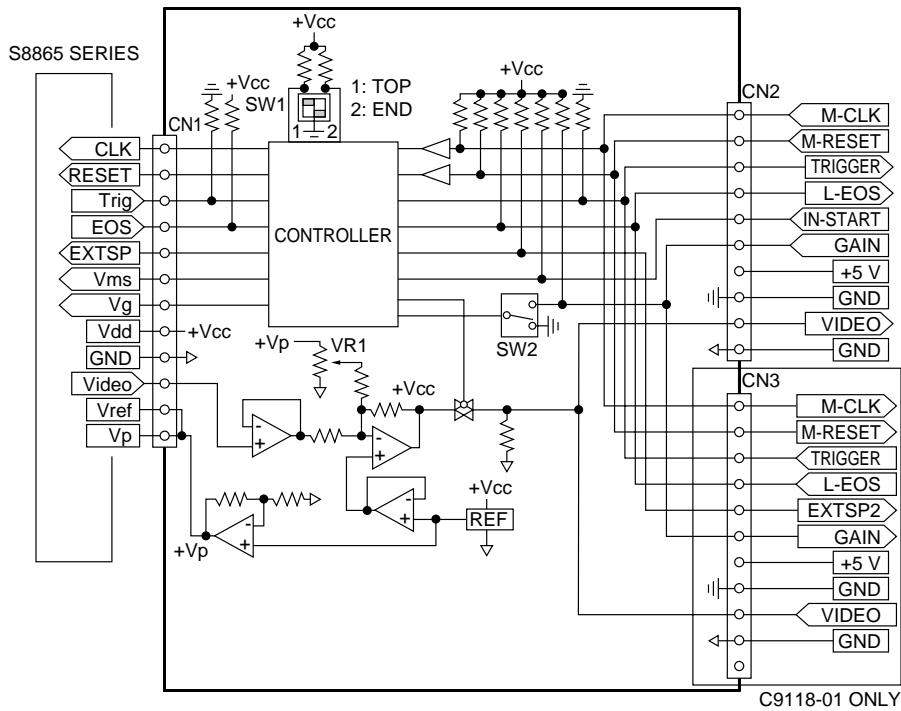 S8865 SERIES
CN1
CLK
RESET
Trig
EOS
EXTSP
Vms
Vg
Vdd
GND
Video
Vref
Vp
+Vcc
+Vcc
SW1
1 2
1: TOP
2: END
+Vcc
CONTROLLER
+Vcc
SW2
+Vp
VR1
+Vcc
-
+
-
+
-
+
+Vcc
REF
-
+
+Vp
CN2
M-CLK
M-RESET
TRIGGER
L-EOS
IN-START
GAIN
+5 V
GND
VIDEO
GND
CN3
M-CLK
M-RESET
TRIGGER
L-EOS
EXTSP2
GAIN
+5 V
GND
VIDEO
GND
C9118-01 ONLY